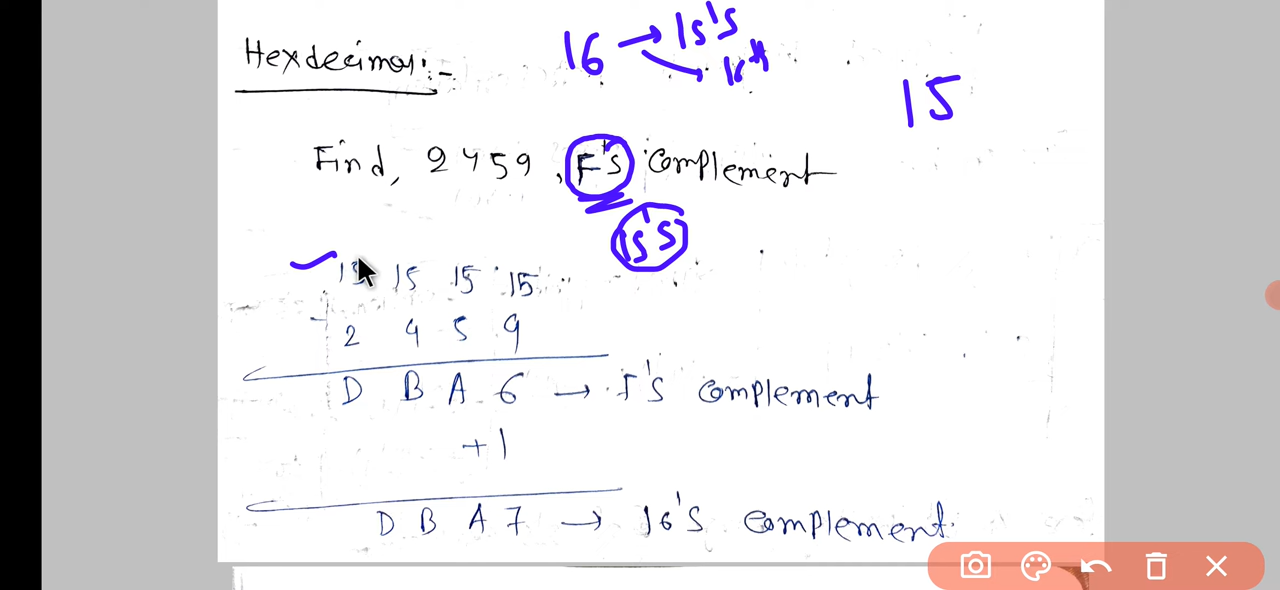 16 → 15's
→ 16's
Hexdecimal:-
15
Find, 2459, F's complement
15's
15 15 15 15
- 2 4 5 9
D B A 6 → F's complement
+1
D B A 7 → 16's complement.